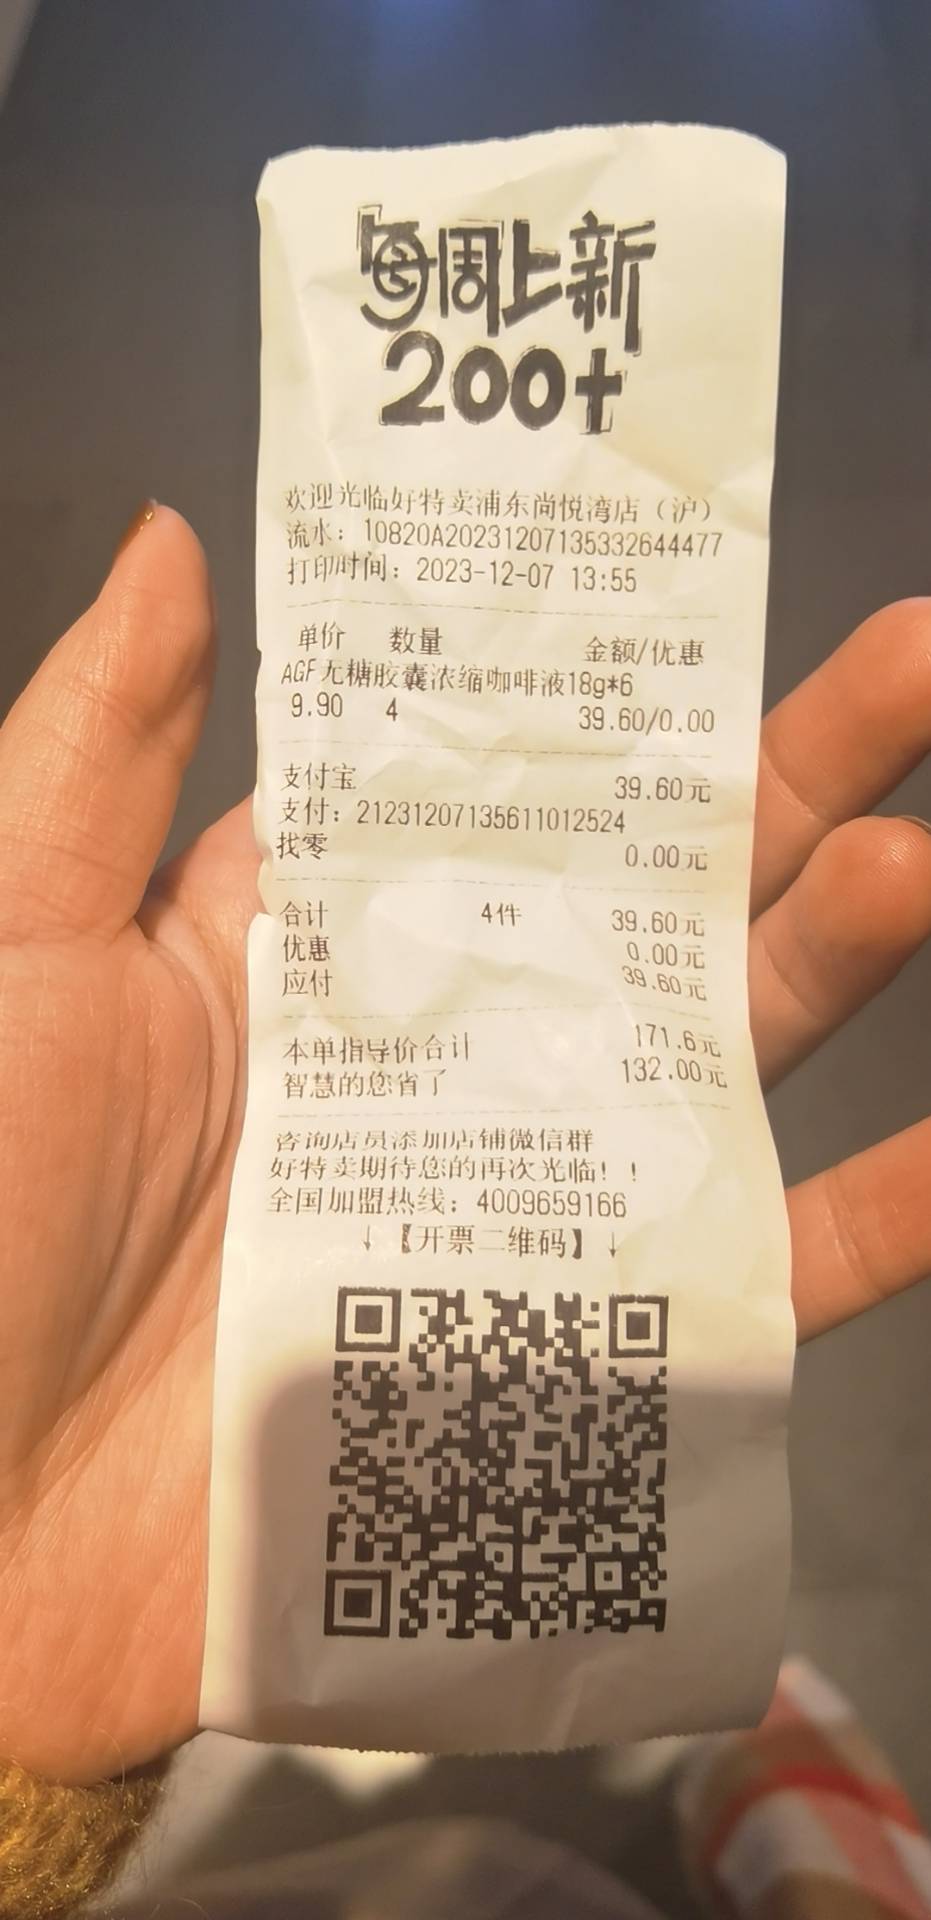 每周上新
200+
欢迎光临好特卖浦东尚悦湾店（沪）
流水：10820A20231207135332644477
打印时间：2023-12-07 13:55
单价 数量 金额/优惠
AGF无糖胶囊浓缩咖啡液18g*6
9.90 4 39.60/0.00
支付宝 39.60元
支付：21231207135611012524
找零 0.00元
合计 4件 39.60元
优惠 0.00元
应付 39.60元
本单指导价合计 171.6元
智慧的您省了 132.00元
咨询店员添加店铺微信群
好特卖期待您的再次光临！！
全国加盟热线：4009659166
↓【开票二维码】↓